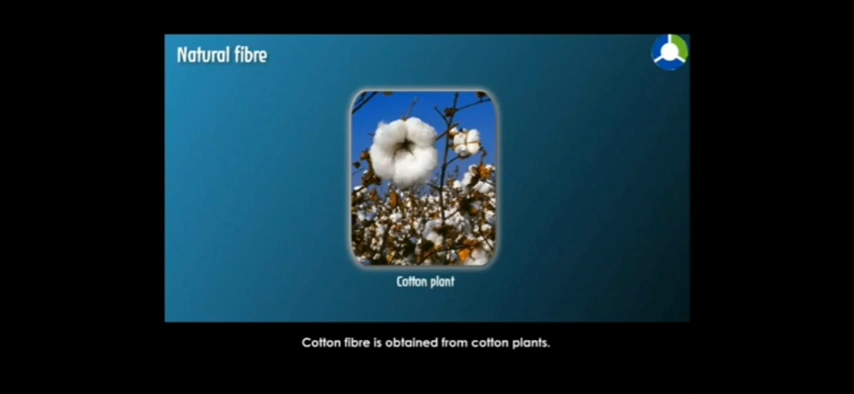 Natural fibre
Cotton plant
Cotton fibre is obtained from cotton plants.